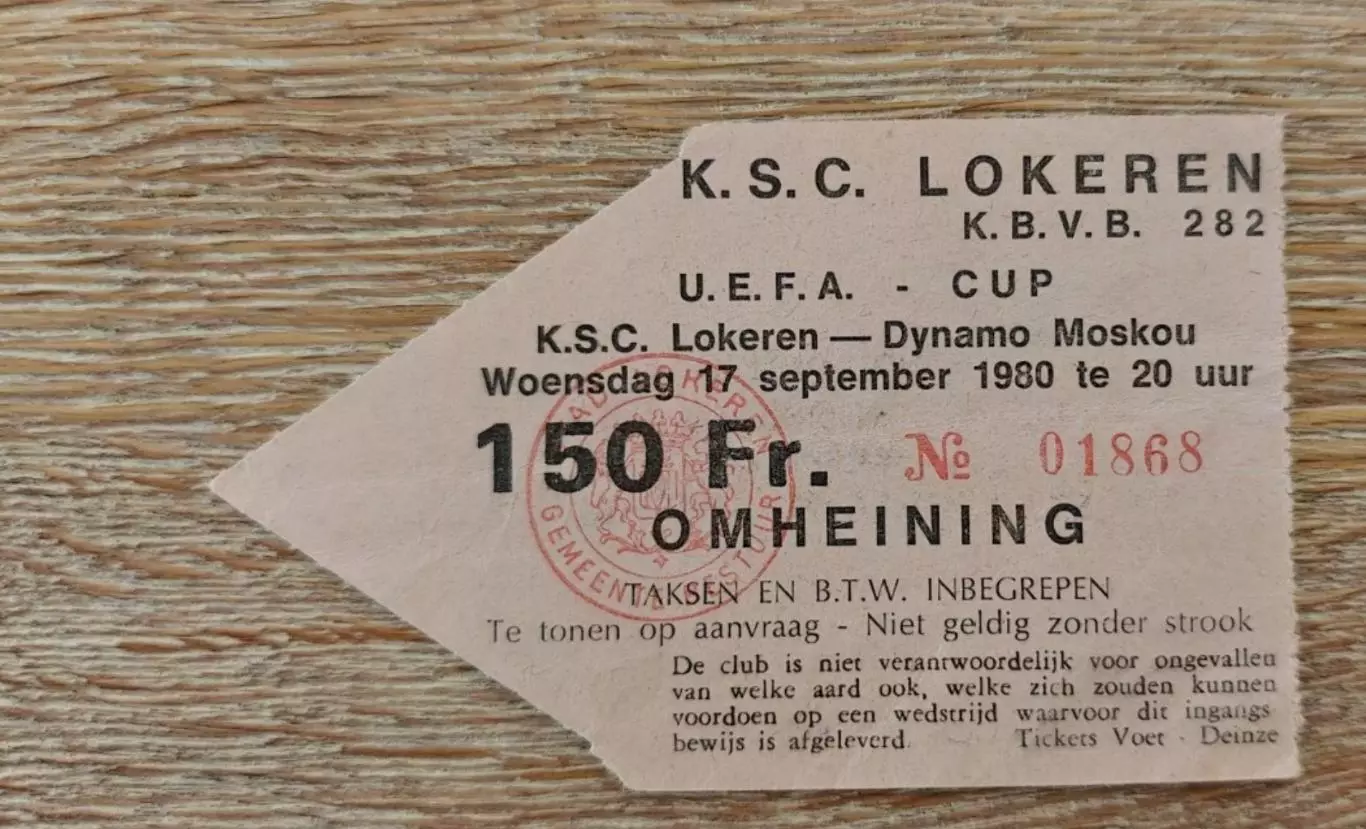 K. S. C. LOKEREN
K. B. V. B. 282
U. E. F. A. - CUP
K.S.C. Lokeren — Dynamo Moskou
Woensdag 17 september 1980 te 20 uur
150 Fr. № 01868
OMHEINING
TAKSEN EN B.T.W. INBEGREPEN
Te tonen op aanvraag - Niet geldig zonder strook
De club is niet verantwoordelijk voor ongevallen
van welke aard ook, welke zich zouden kunnen
voordoen op een wedstrijd waarvoor dit ingangs
bewijs is afgeleverd. Tickets Voet - Deinze
LOKEREN
GEMEENTEBESTUUR